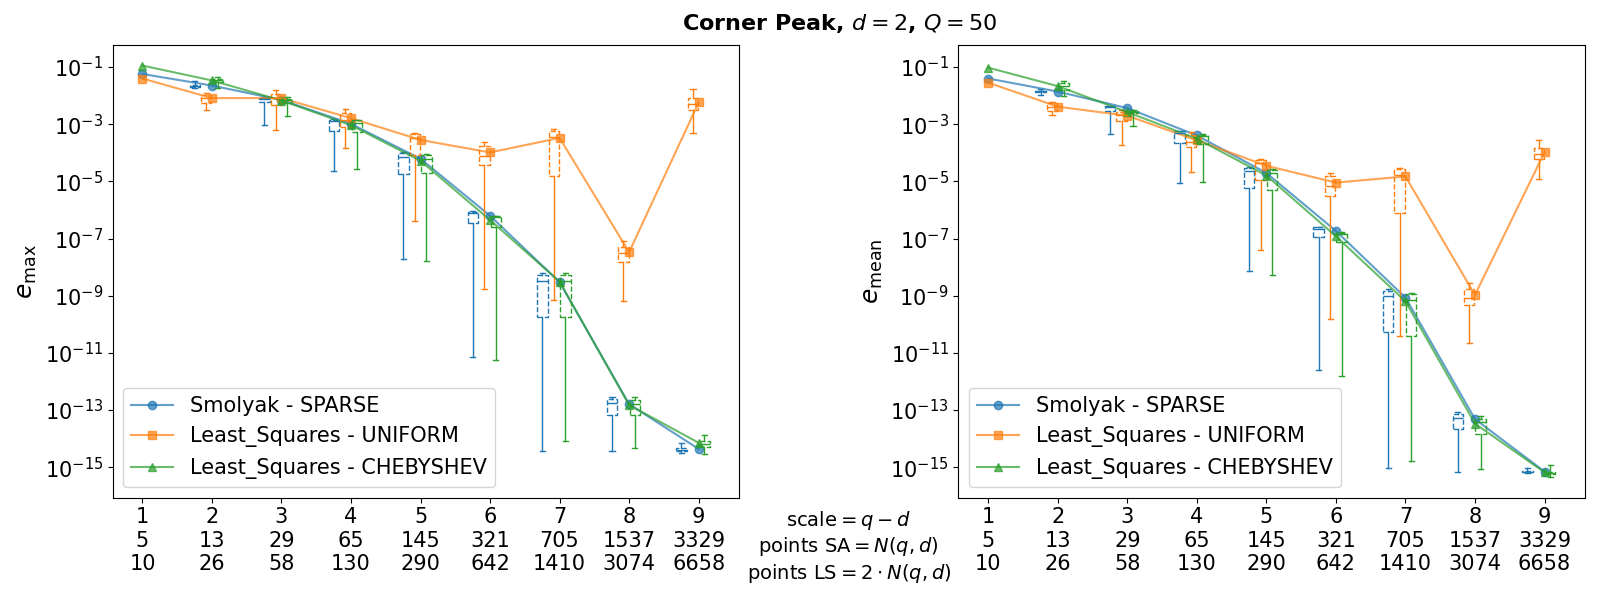 Corner Peak, d = 2, Q = 50
e_max
10^{-1}
10^{-3}
10^{-5}
10^{-7}
10^{-9}
10^{-11}
10^{-13}
10^{-15}
Smolyak - SPARSE
Least_Squares - UNIFORM
Least_Squares - CHEBYSHEV
1 2 3 4 5 6 7 8 9
5 13 29 65 145 321 705 1537 3329
10 26 58 130 290 642 1410 3074 6658
scale = q − d
points SA = N(q, d)
points LS = 2 · N(q, d)
e_mean
10^{-1}
10^{-3}
10^{-5}
10^{-7}
10^{-9}
10^{-11}
10^{-13}
10^{-15}
Smolyak - SPARSE
Least_Squares - UNIFORM
Least_Squares - CHEBYSHEV
1 2 3 4 5 6 7 8 9
5 13 29 65 145 321 705 1537 3329
10 26 58 130 290 642 1410 3074 6658